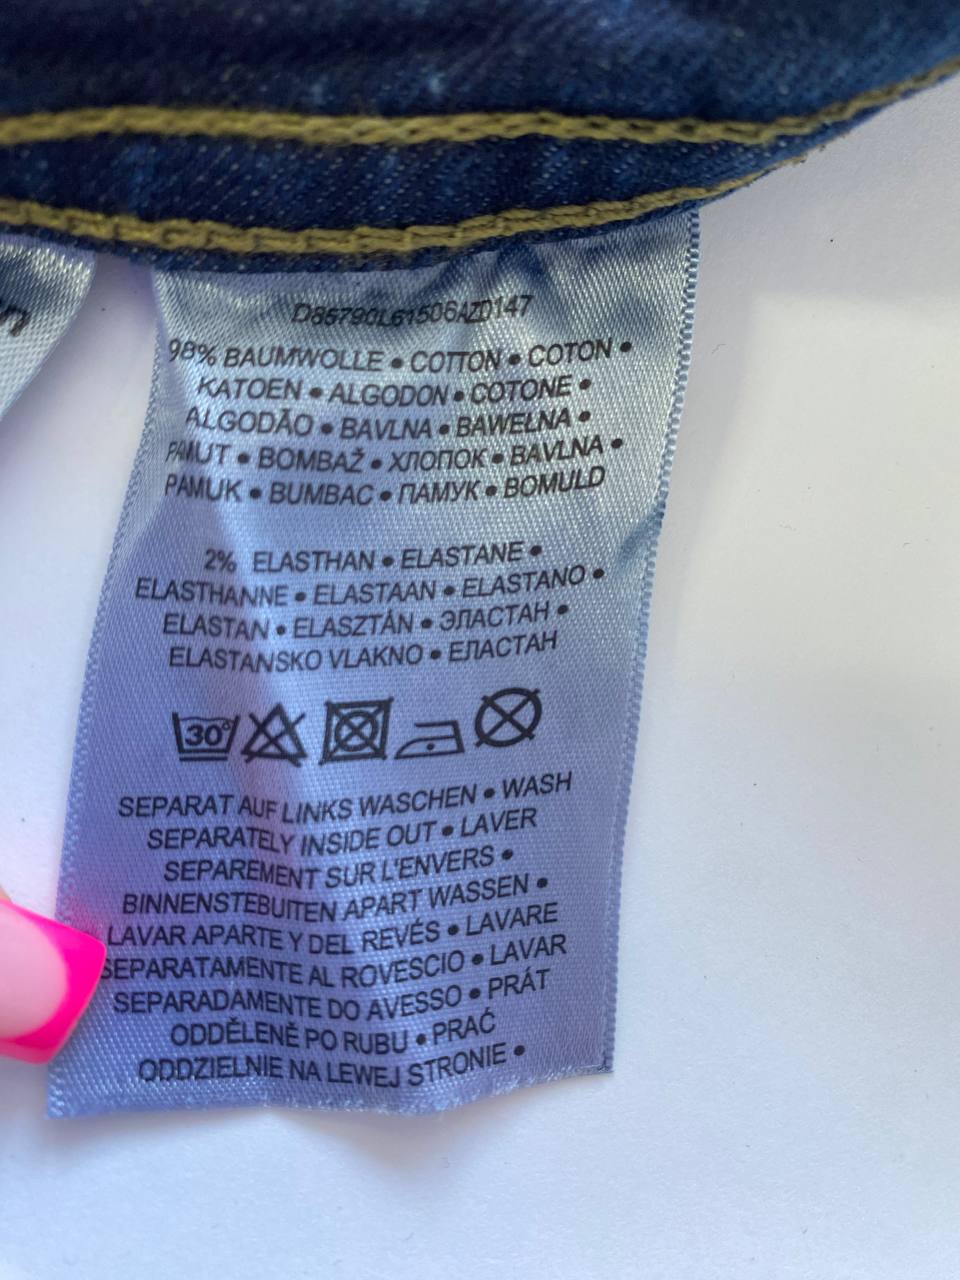 D85790L61506AZD147
98% BAUMWOLLE • COTTON • COTON •
KATOEN • ALGODON • COTONE •
ALGODÃO • BAVLNA • BAWEŁNA •
PAMUT • BOMBAŽ • ХЛОПОК • BAVLNA •
PAMUK • BUMBAC • ПАМУК • BOMULD
2% ELASTHAN • ELASTANE •
ELASTHANNE • ELASTAAN • ELASTANO •
ELASTAN • ELASZTÁN • ЭЛАСТАН •
ELASTANSKO VLAKNO • ЕЛАСТАН
30°
SEPARAT AUF LINKS WASCHEN • WASH
SEPARATELY INSIDE OUT • LAVER
SEPAREMENT SUR L'ENVERS •
BINNENSTEBUITEN APART WASSEN •
LAVAR APARTE Y DEL REVÉS • LAVARE
SEPARATAMENTE AL ROVESCIO • LAVAR
SEPARADAMENTE DO AVESSO • PRÁT
ODDĚLENĚ PO RUBU • PRAĆ
ODDZIELNIE NA LEWEJ STRONIE •